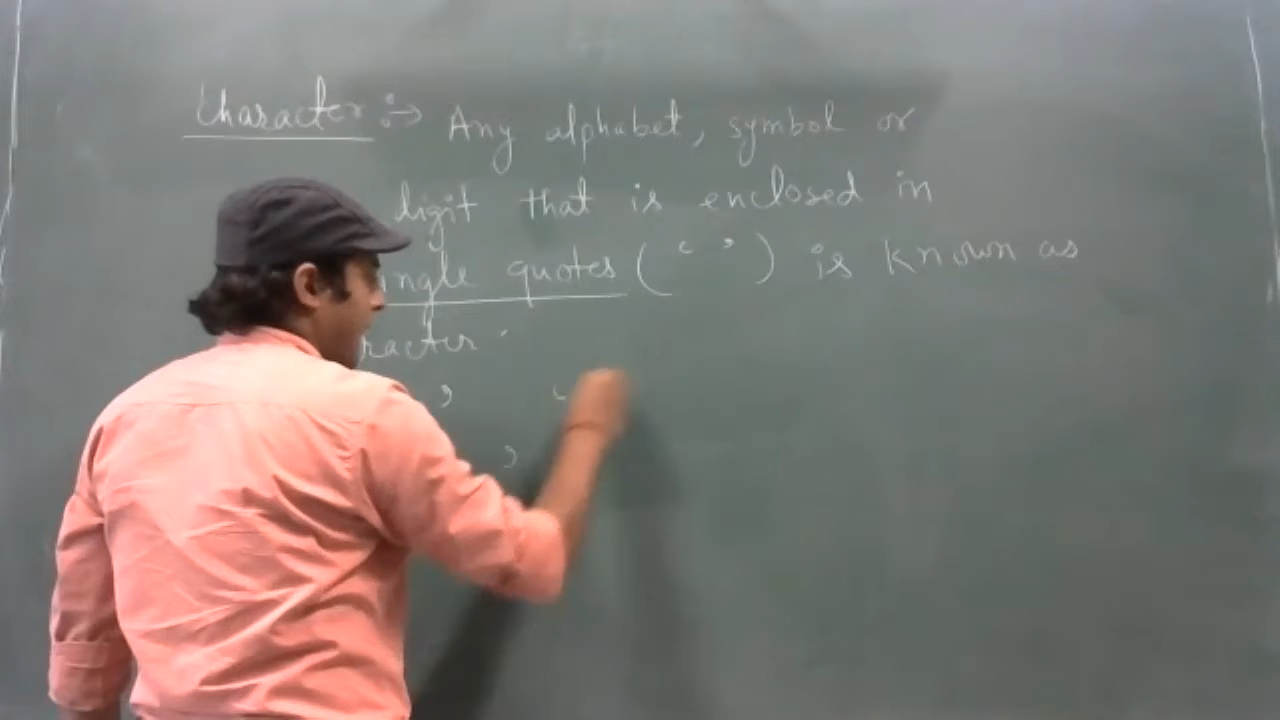 Character :→ Any alphabet, symbol or
digit that is enclosed in
ingle quotes ( ‘ ’ ) is known as
racter .
’ ‘
’